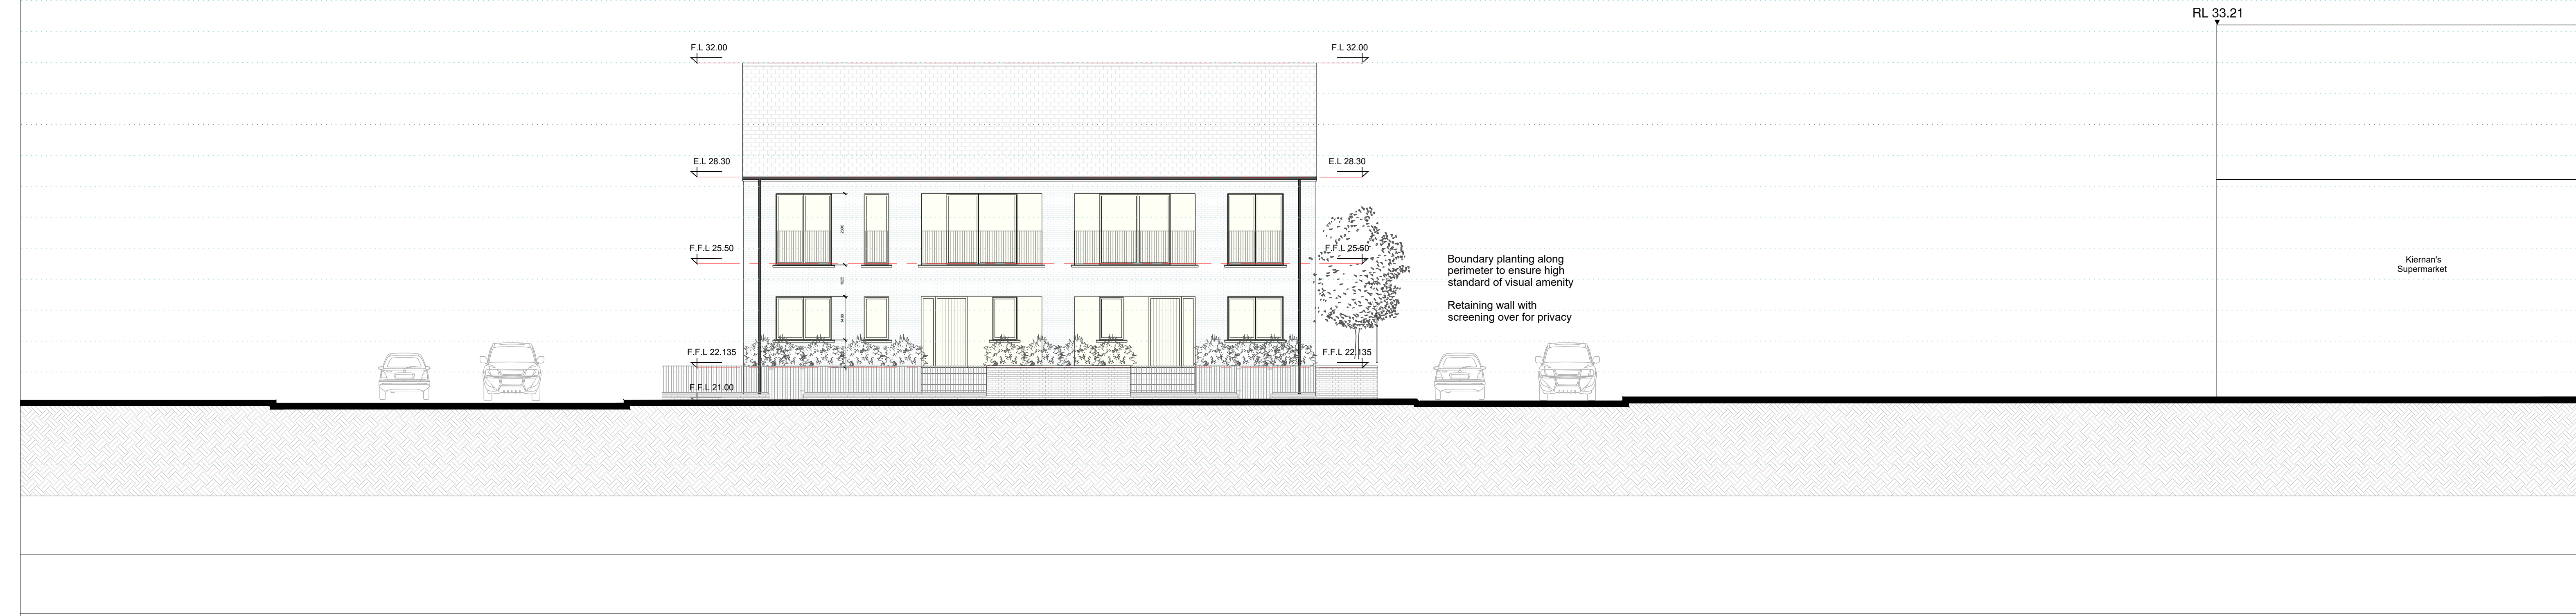 RL 33.21
F.L 32.00
F.L 32.00
E.L 28.30
E.L 28.30
F.F.L 25.50
F.F.L 25.50
Boundary planting along
perimeter to ensure high
standard of visual amenity
Kiernan's
Supermarket
Retaining wall with
screening over for privacy
F.F.L 22.135
F.F.L 22.135
F.F.L 21.00